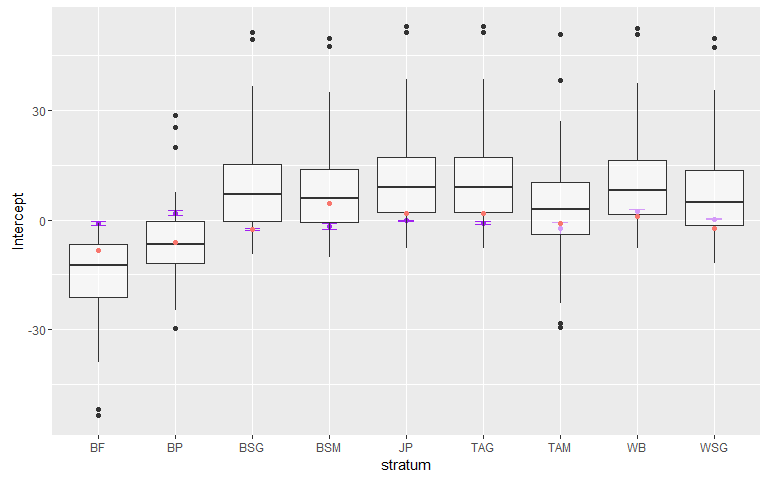 Intercept
30
0
-30
BF BP BSG BSM JP TAG TAM WB WSG
stratum